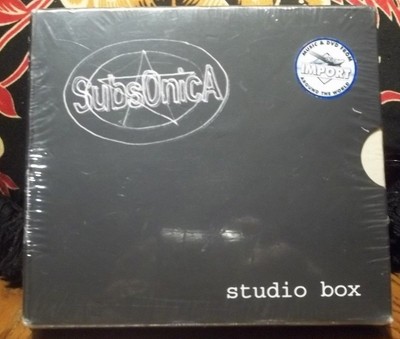 SubsOnicA
MUSIC & DVD FROM
IMPORT
AROUND THE WORLD
studio box